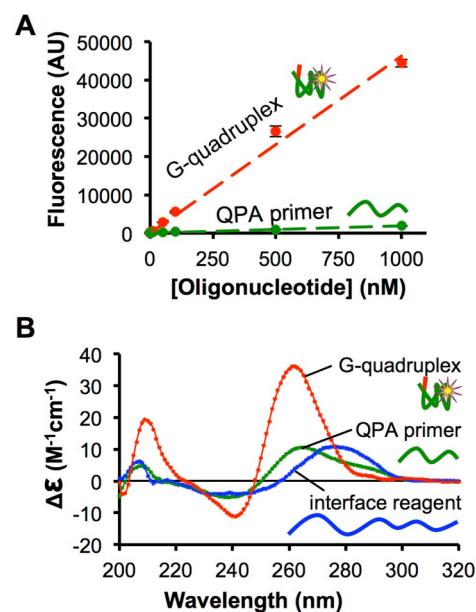 A
Fluorescence (AU)
50000
40000
30000
20000
10000
0
G-quadruplex
QPA primer
0 250 500 750 1000
[Oligonucleotide] (nM)
B
Δε (M⁻¹cm⁻¹)
40
30
20
10
0
-10
-20
G-quadruplex
QPA primer
interface reagent
200 220 240 260 280 300 320
Wavelength (nm)